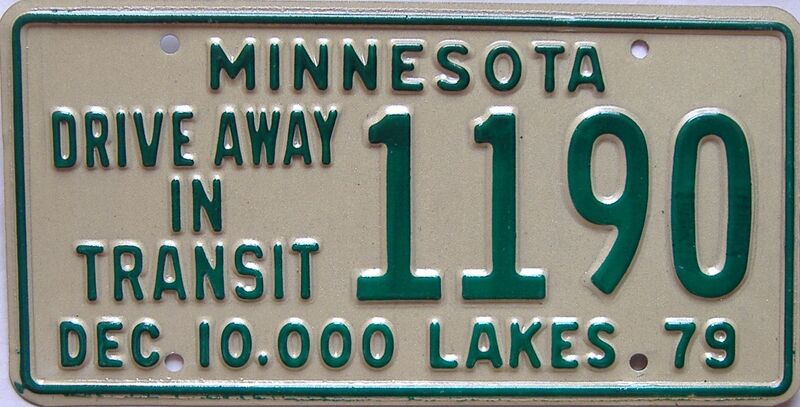 MINNESOTA
DRIVE AWAY
IN
TRANSIT
1190
DEC. 10.000 LAKES 79